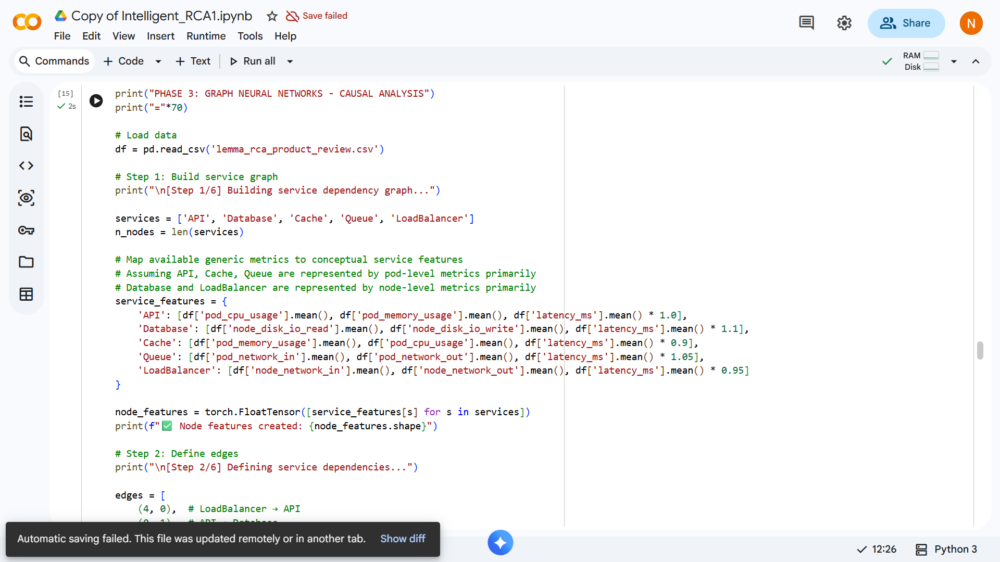 Copy of Intelligent_RCA1.ipynb
Save failed
File Edit View Insert Runtime Tools Help
Share
N
Commands + Code + Text Run all
RAM
Disk
[15]
2s
print("PHASE 3: GRAPH NEURAL NETWORKS - CAUSAL ANALYSIS")
print("="*70)
# Load data
df = pd.read_csv('lemma_rca_product_review.csv')
# Step 1: Build service graph
print("\n[Step 1/6] Building service dependency graph...")
services = ['API', 'Database', 'Cache', 'Queue', 'LoadBalancer']
n_nodes = len(services)
# Map available generic metrics to conceptual service features
# Assuming API, Cache, Queue are represented by pod-level metrics primarily
# Database and LoadBalancer are represented by node-level metrics primarily
service_features = {
    'API': [df['pod_cpu_usage'].mean(), df['pod_memory_usage'].mean(), df['latency_ms'].mean() * 1.0],
    'Database': [df['node_disk_io_read'].mean(), df['node_disk_io_write'].mean(), df['latency_ms'].mean() * 1.1],
    'Cache': [df['pod_memory_usage'].mean(), df['pod_cpu_usage'].mean(), df['latency_ms'].mean() * 0.9],
    'Queue': [df['pod_network_in'].mean(), df['pod_network_out'].mean(), df['latency_ms'].mean() * 1.05],
    'LoadBalancer': [df['node_network_in'].mean(), df['node_network_out'].mean(), df['latency_ms'].mean() * 0.95]
}
node_features = torch.FloatTensor([service_features[s] for s in services])
print(f"✅ Node features created: {node_features.shape}")
# Step 2: Define edges
print("\n[Step 2/6] Defining service dependencies...")
edges = [
    (4, 0),  # LoadBalancer → API
    (0, 1)   # API → Database
Automatic saving failed. This file was updated remotely or in another tab. Show diff
12:26
Python 3